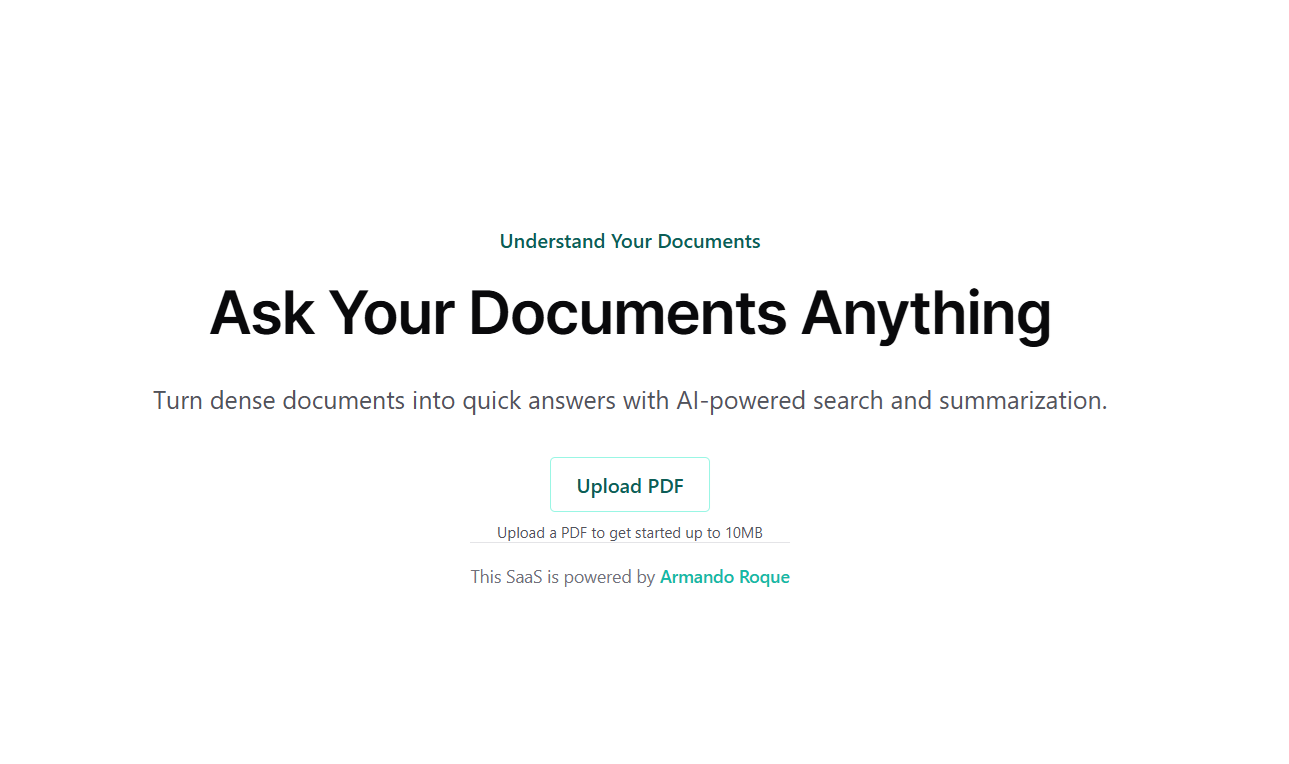 Understand Your Documents
Ask Your Documents Anything
Turn dense documents into quick answers with AI-powered search and summarization.
Upload PDF
Upload a PDF to get started up to 10MB
This SaaS is powered by Armando Roque